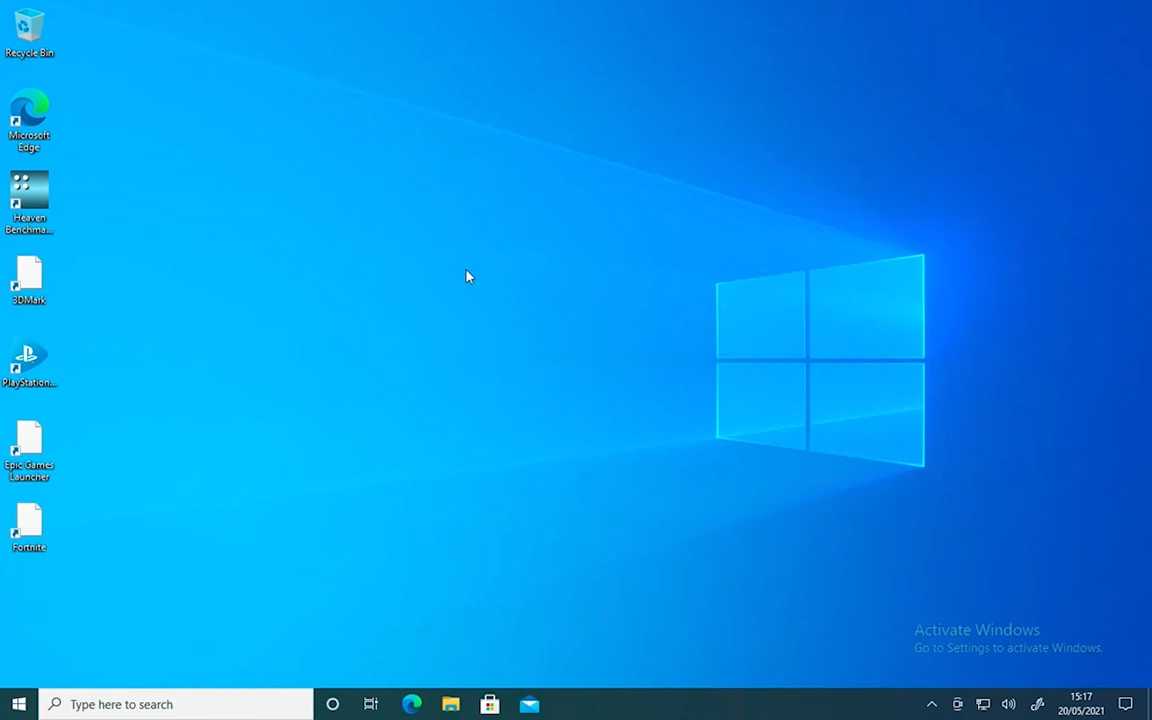 Recycle Bin
Microsoft
Edge
Heaven
Benchma...
3DMark
PlayStation...
Epic Games
Launcher
Fortnite
Activate Windows
Go to Settings to activate Windows.
Type here to search
15:17
20/05/2021